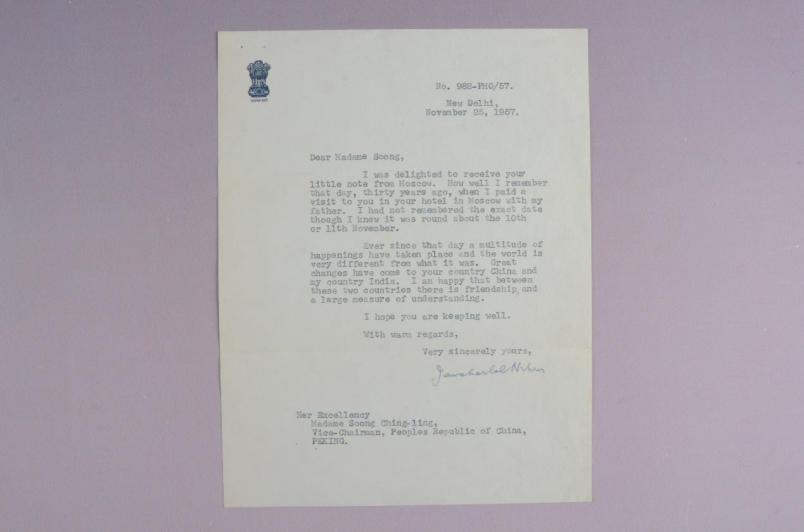 No. 988-PMO/57.
New Delhi,
November 25, 1957.
Dear Madame Soong,
I was delighted to receive your
little note from Moscow. How well I remember
that day, thirty years ago, when I paid a
visit to you in your hotel in Moscow with my
father. I had not remembered the exact date
though I knew it was round about the 10th
or 11th November.
Ever since that day a multitude of
happenings have taken place and the world is
very different from what it was. Great
changes have come to your country China and
my country India. I am happy that between
these two countries there is friendship and
a large measure of understanding.
I hope you are keeping well.
With warm regards,
Very sincerely yours,
Jawaharlal Nehru
Her Excellency
Madame Soong Ching-ling,
Vice-Chairman, Peoples Republic of China,
PEKING.